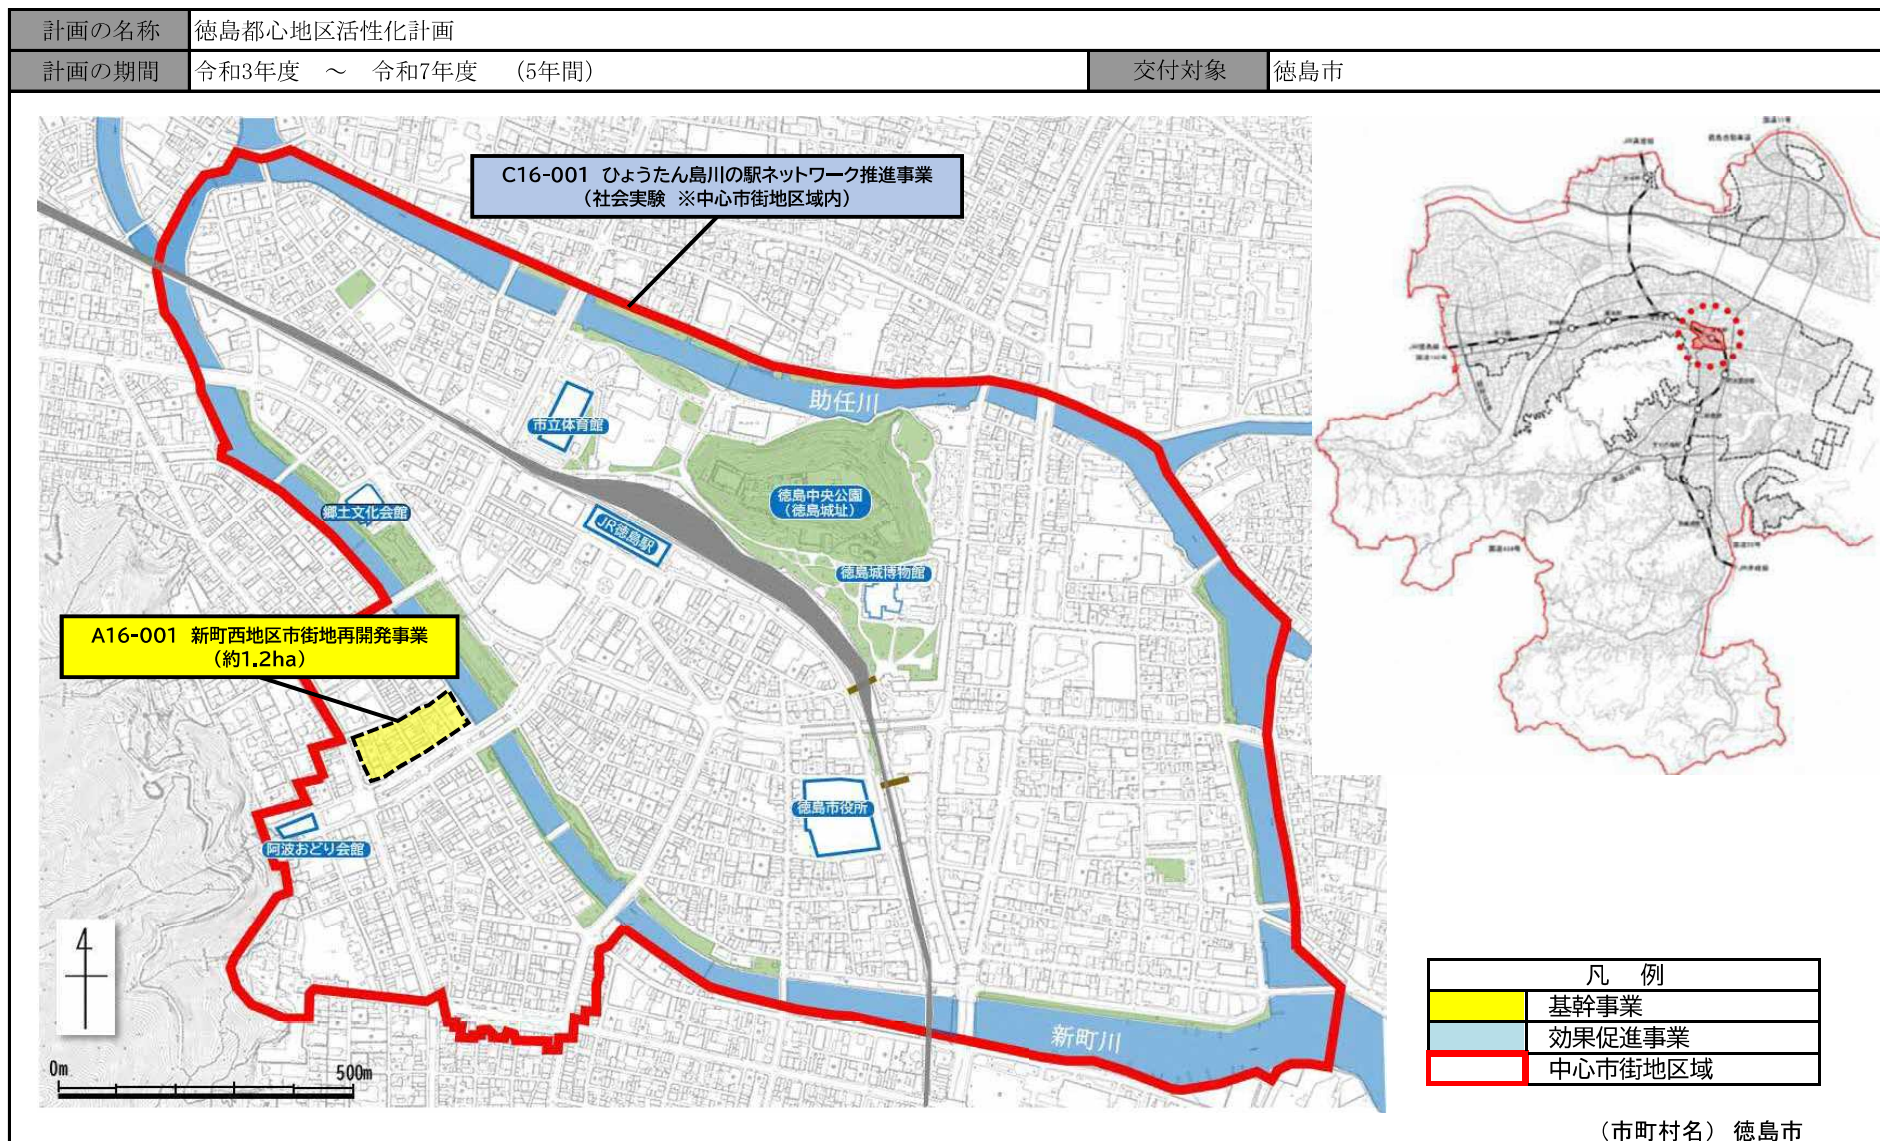 計画の名称 徳島都心地区活性化計画
計画の期間 令和3年度 ～ 令和7年度 （5年間） 交付対象 徳島市
C16-001 ひょうたん島川の駅ネットワーク推進事業
（社会実験 ※中心市街地区域内）
助任川
市立体育館
徳島中央公園
（徳島城址）
郷土文化会館
JR徳島駅
徳島城博物館
A16-001 新町西地区市街地再開発事業
（約1.2ha）
徳島市役所
阿波おどり会館
新町川
4
0m 500m
凡 例
基幹事業
効果促進事業
中心市街地区域
（市町村名） 徳島市